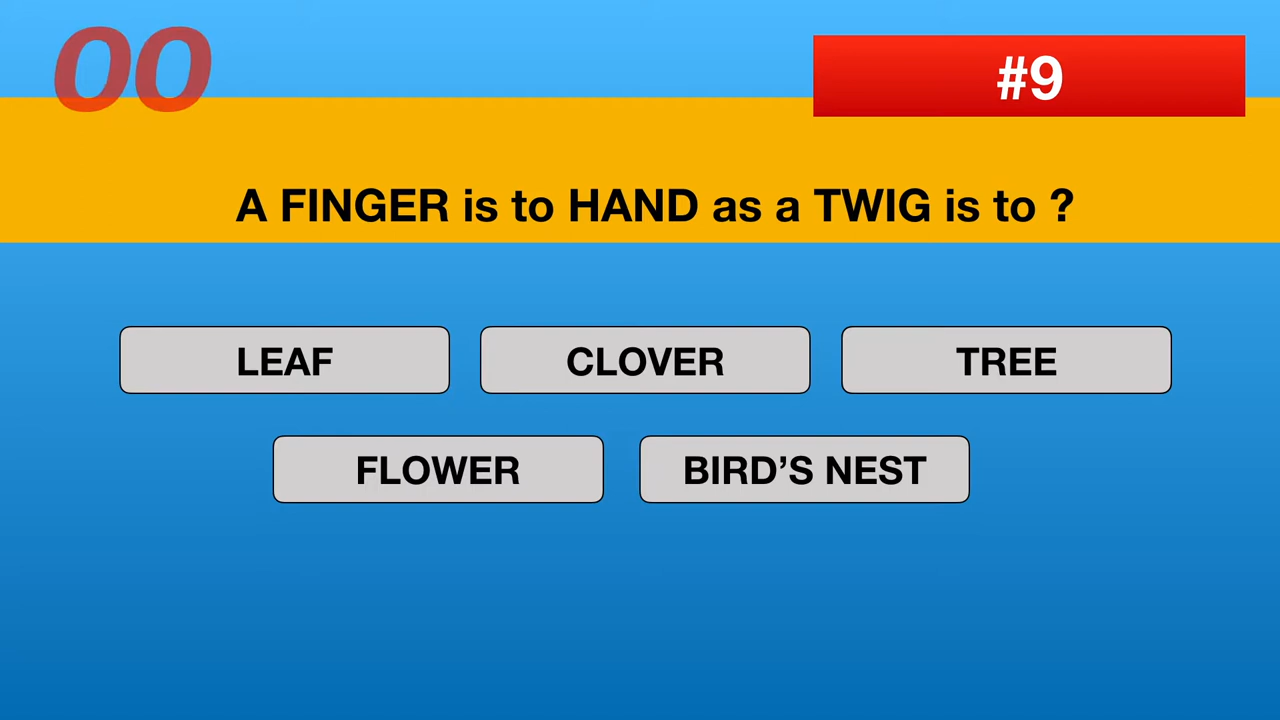 00
#9
A FINGER is to HAND as a TWIG is to ?
LEAF
CLOVER
TREE
FLOWER
BIRD’S NEST